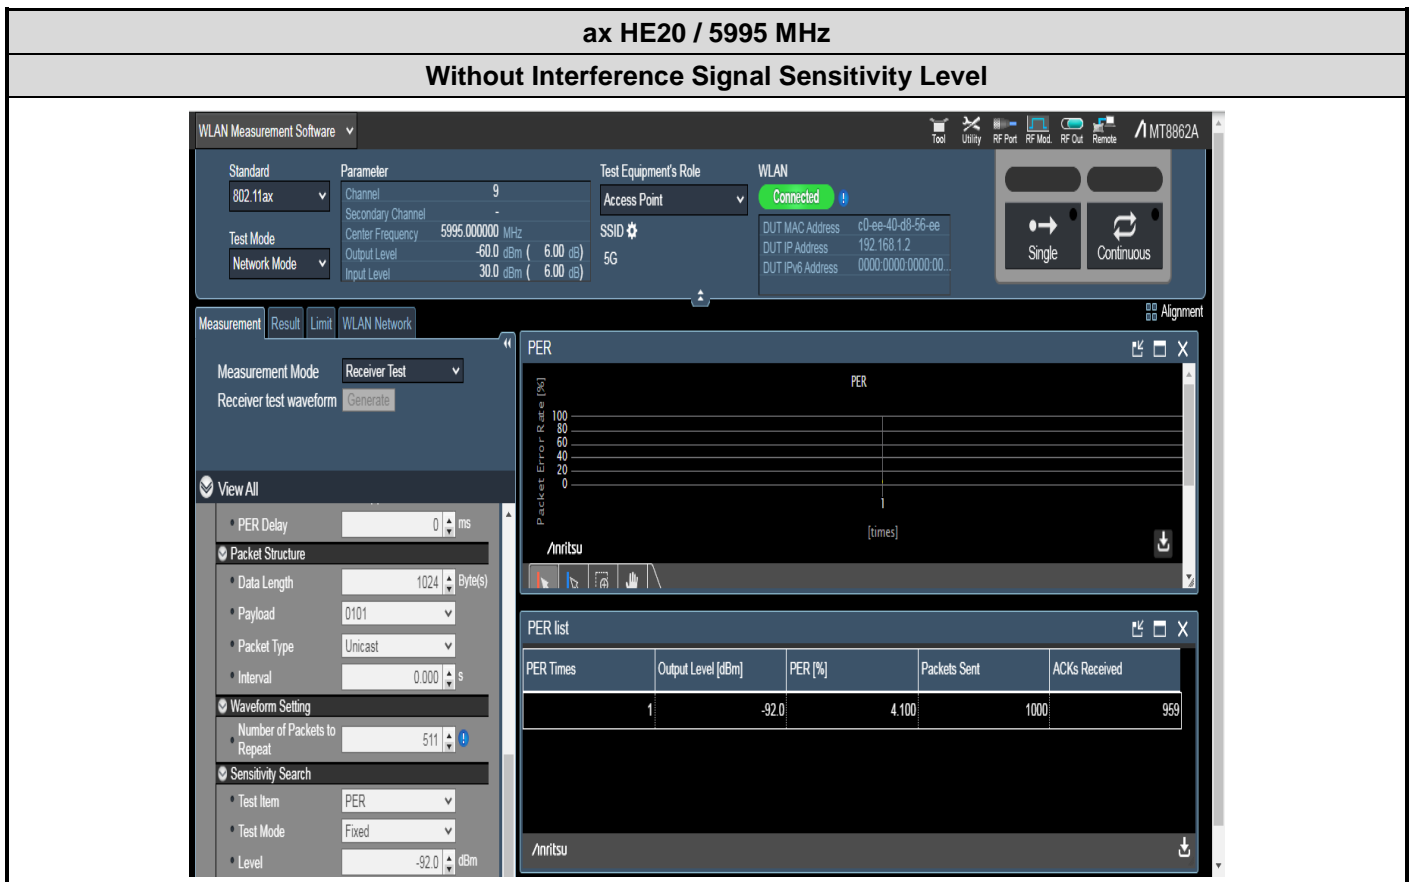 ax HE20 / 5995 MHz
Without Interference Signal Sensitivity Level
WLAN Measurement Software
Tool Utility RF Port RF Mod. RF Out Remote MT8862A
Standard
802.11ax
Test Mode
Network Mode
Parameter
Channel 9
Secondary Channel -
Center Frequency 5995.000000 MHz
Output Level -60.0 dBm ( 6.00 dB)
Input Level 30.0 dBm ( 6.00 dB)
Test Equipment's Role
Access Point
SSID
5G
WLAN
Connected
DUT MAC Address c0-ee-40-d8-56-ee
DUT IP Address 192.168.1.2
DUT IPv6 Address 0000:0000:0000:00...
Single
Continuous
Alignment
Measurement Result Limit WLAN Network
Measurement Mode Receiver Test
Receiver test waveform Generate
View All
PER Delay 0 ms
Packet Structure
Data Length 1024 Byte(s)
Payload 0101
Packet Type Unicast
Interval 0.000 s
Waveform Setting
Number of Packets to Repeat 511
Sensitivity Search
Test Item PER
Test Mode Fixed
Level -92.0 dBm
PER
PER
Packet Error Rate [%]
100
80
60
40
20
0
1
[times]
Anritsu
PER list
PER Times Output Level [dBm] PER [%] Packets Sent ACKs Received
1 -92.0 4.100 1000 959
Anritsu